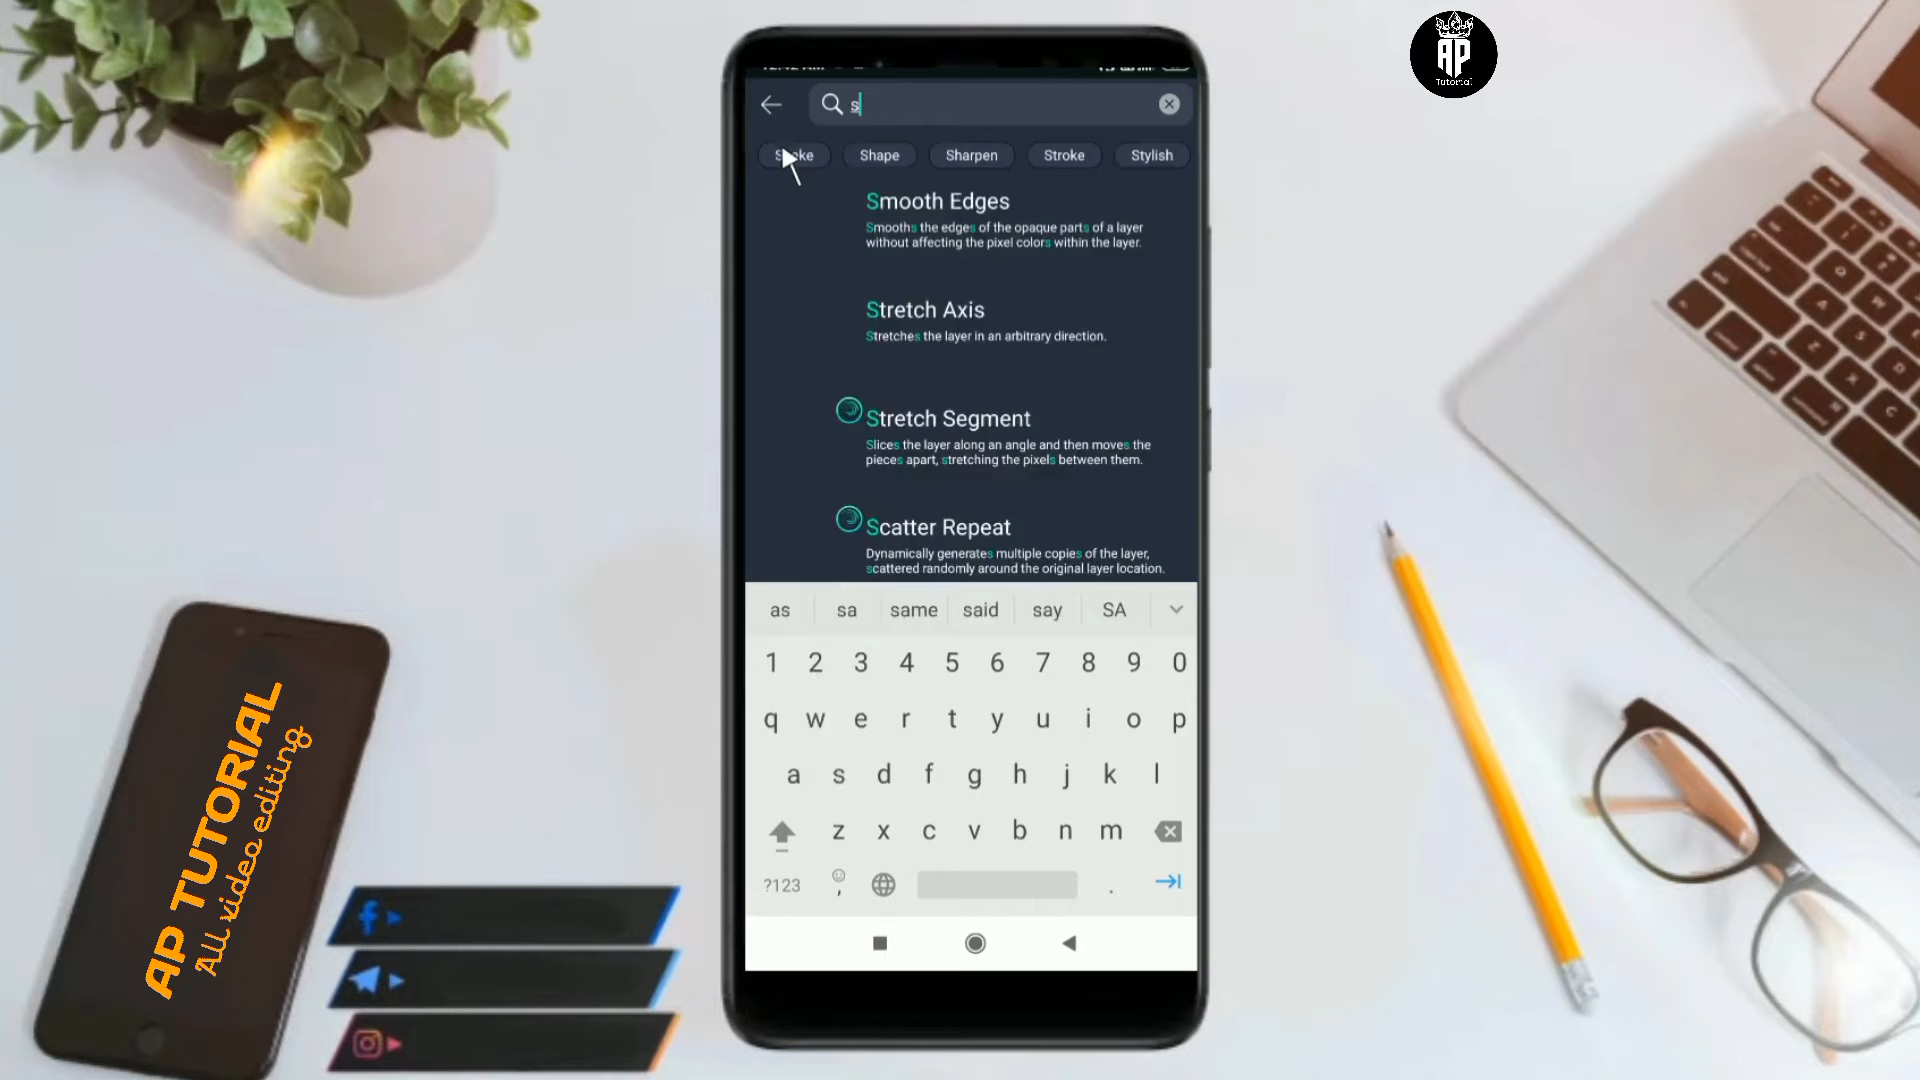 AP
Tutorial
s
Shape
Sharpen
Stroke
Stylish
Smooth Edges
Smooths the edges of the opaque parts of a layer
without affecting the pixel colors within the layer.
Stretch Axis
Stretches the layer in an arbitrary direction.
Stretch Segment
Slices the layer along an angle and then moves the
pieces apart, stretching the pixels between them.
Scatter Repeat
Dynamically generates multiple copies of the layer,
scattered randomly around the original layer location.
as sa same said say SA
1 2 3 4 5 6 7 8 9 0
q w e r t y u i o p
a s d f g h j k l
z x c v b n m
?123 , .
AP TUTORIAL
All video editing